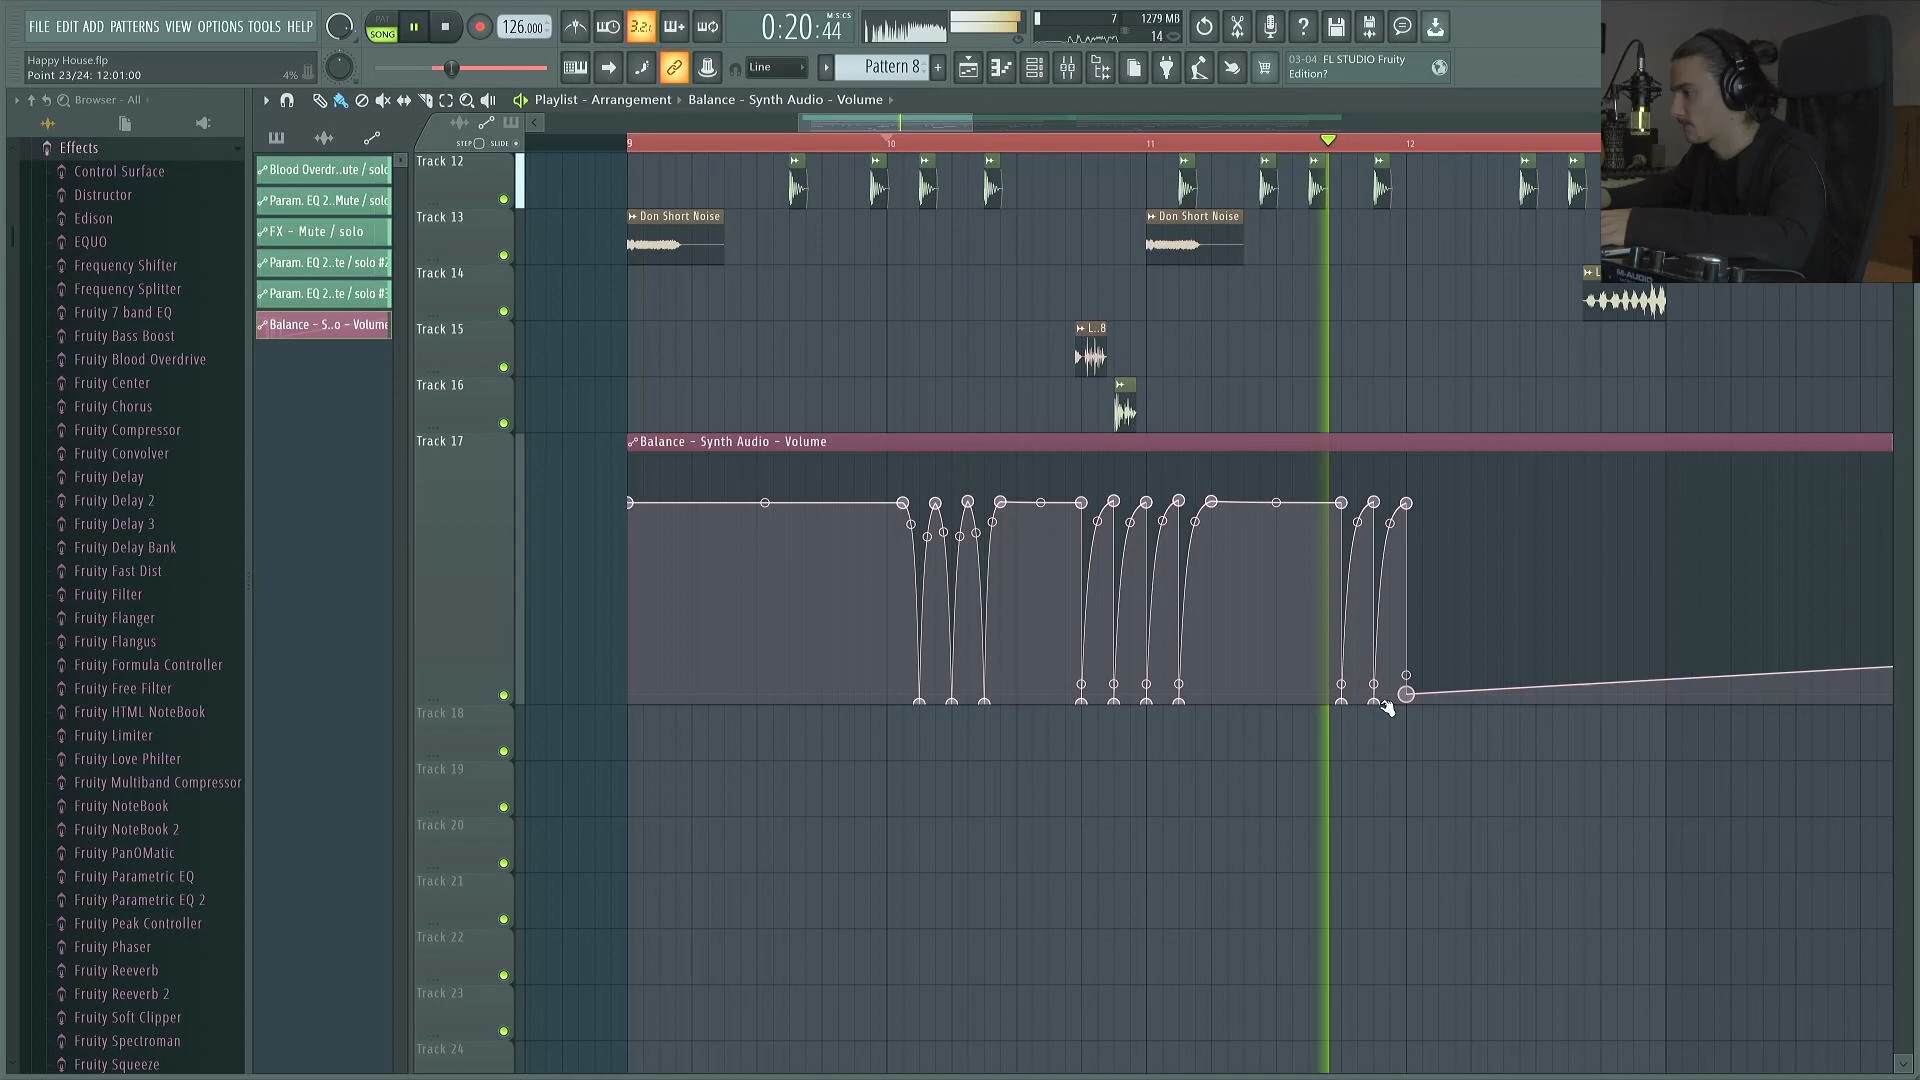 FILE EDIT ADD PATTERNS VIEW OPTIONS TOOLS HELP
PAT
SONG
126.000
3.2.
0:20:44
M:S:CS
7
1279 MB
14
Happy House.flp
Point 23/24: 12:01:00
4%
Line
Pattern 8
03-04 FL STUDIO Fruity
Edition?
Browser - All
Playlist - Arrangement
Balance - Synth Audio - Volume
STEP
SLIDE
9
10
11
12
Effects
Control Surface
Distructor
Edison
EQUO
Frequency Shifter
Frequency Splitter
Fruity 7 band EQ
Fruity Bass Boost
Fruity Blood Overdrive
Fruity Center
Fruity Chorus
Fruity Compressor
Fruity Convolver
Fruity Delay
Fruity Delay 2
Fruity Delay 3
Fruity Delay Bank
Fruity Fast Dist
Fruity Filter
Fruity Flanger
Fruity Flangus
Fruity Formula Controller
Fruity Free Filter
Fruity HTML NoteBook
Fruity Limiter
Fruity Love Philter
Fruity Multiband Compressor
Fruity NoteBook
Fruity NoteBook 2
Fruity PanOMatic
Fruity Parametric EQ
Fruity Parametric EQ 2
Fruity Peak Controller
Fruity Phaser
Fruity Reeverb
Fruity Reeverb 2
Fruity Soft Clipper
Fruity Spectroman
Fruity Squeeze
Blood Overdr..ute / solo
Param. EQ 2..Mute / solo
FX - Mute / solo
Param. EQ 2..te / solo #2
Param. EQ 2..te / solo #3
Balance - S..o - Volume
Track 12
Track 13
Don Short Noise
Don Short Noise
Track 14
L
Track 15
L..8
Track 16
Track 17
Balance - Synth Audio - Volume
Track 18
Track 19
Track 20
Track 21
Track 22
Track 23
Track 24
M-AUDIO